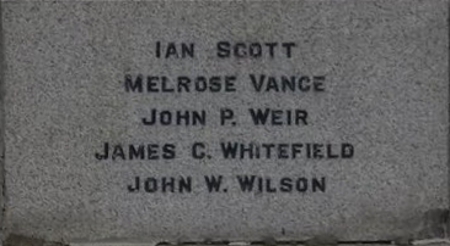 IAN SCOTT
MELROSE VANCE
JOHN P. WEIR
JAMES C. WHITEFIELD
JOHN W. WILSON